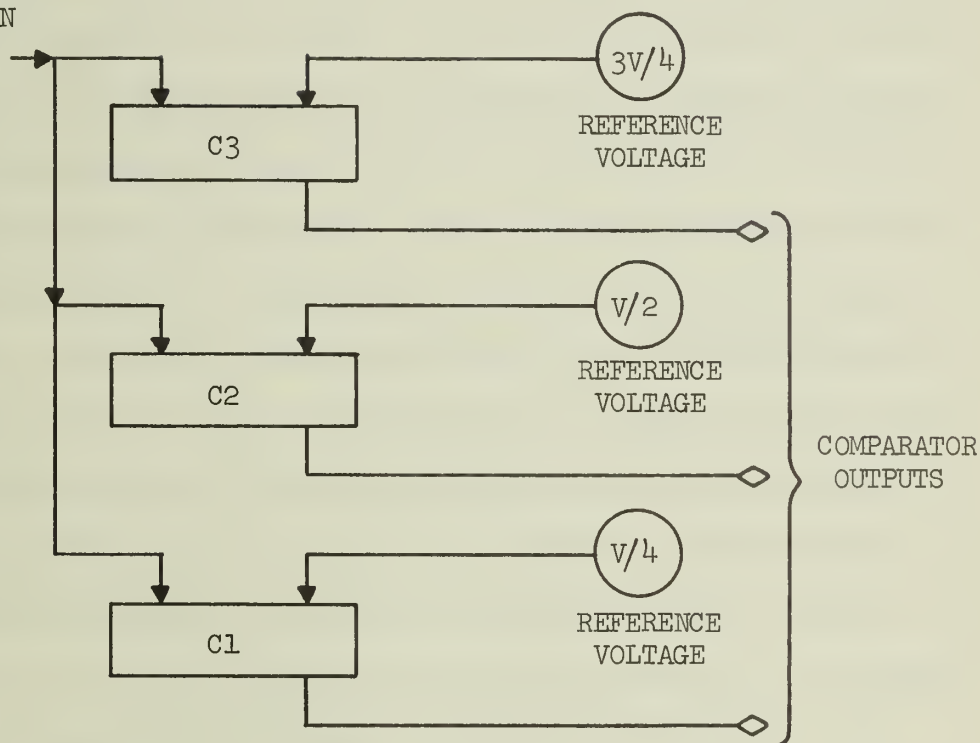 N
3V/4
REFERENCE
VOLTAGE
C3
V/2
REFERENCE
VOLTAGE
C2
COMPARATOR
OUTPUTS
V/4
REFERENCE
VOLTAGE
C1